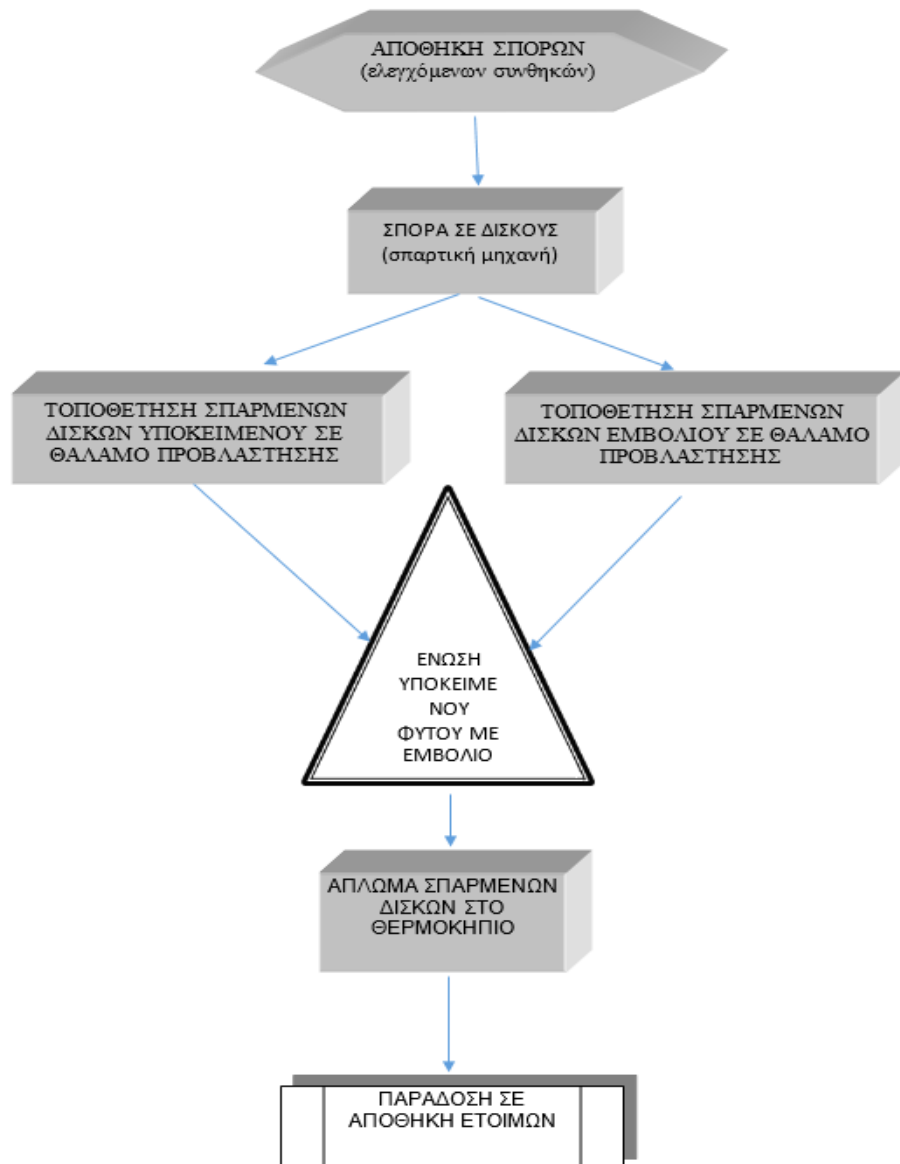 ΑΠΟΘΗΚΗ ΣΠΟΡΩΝ
(ελεγχόμενων συνθηκών)
ΣΠΟΡΑ ΣΕ ΔΙΣΚΟΥΣ
(σπαρτική μηχανή)
ΤΟΠΟΘΕΤΗΣΗ ΣΠΑΡΜΕΝΩΝ
ΔΙΣΚΩΝ ΥΠΟΚΕΙΜΕΝΟΥ ΣΕ
ΘΑΛΑΜΟ ΠΡΟΒΛΑΣΤΗΣΗΣ
ΤΟΠΟΘΕΤΗΣΗ ΣΠΑΡΜΕΝΩΝ
ΔΙΣΚΩΝ ΕΜΒΟΛΙΟΥ ΣΕ ΘΑΛΑΜΟ
ΠΡΟΒΛΑΣΤΗΣΗΣ
ΕΝΩΣΗ
ΥΠΟΚΕΙΜΕ
ΝΟΥ
ΦΥΤΟΥ ΜΕ
ΕΜΒΟΛΙΟ
ΑΠΛΩΜΑ ΣΠΑΡΜΕΝΩΝ
ΔΙΣΚΩΝ ΣΤΟ
ΘΕΡΜΟΚΗΠΙΟ
ΠΑΡΑΔΟΣΗ ΣΕ
ΑΠΟΘΗΚΗ ΕΤΟΙΜΩΝ